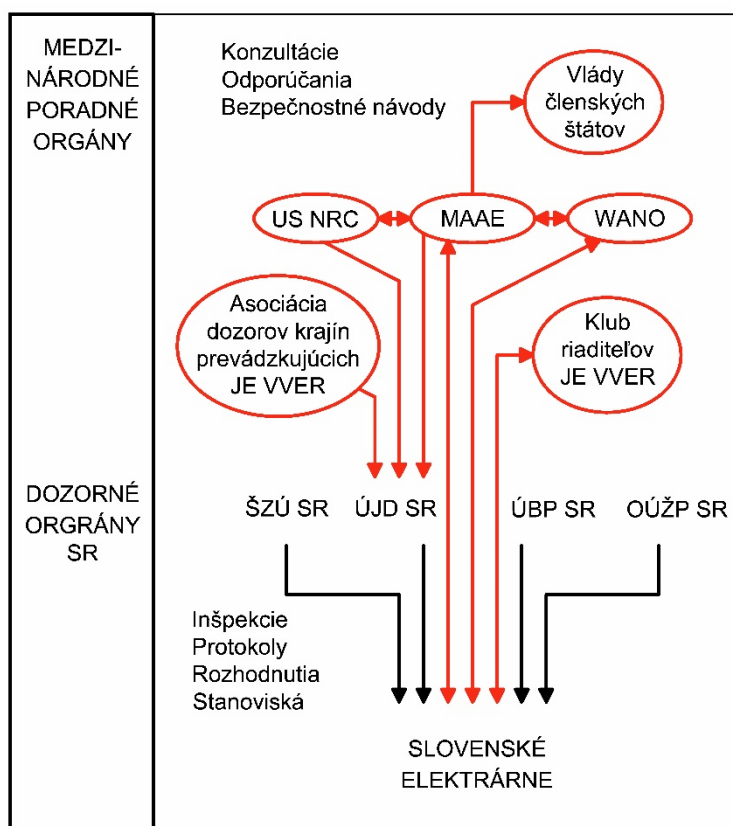 MEDZI-
NÁRODNÉ
PORADNÉ
ORGÁNY
Konzultácie
Odporúčania
Bezpečnostné návody
Vlády
členských
štátov
US NRC
MAAE
WANO
Asociácia
dozorov krajín
prevádzkujúcich
JE VVER
Klub
riaditeľov
JE VVER
DOZORNÉ
ORGRÁNY
SR
ŠZÚ SR
ÚJD SR
ÚBP SR
OÚŽP SR
Inšpekcie
Protokoly
Rozhodnutia
Stanoviská
SLOVENSKÉ
ELEKTRÁRNE